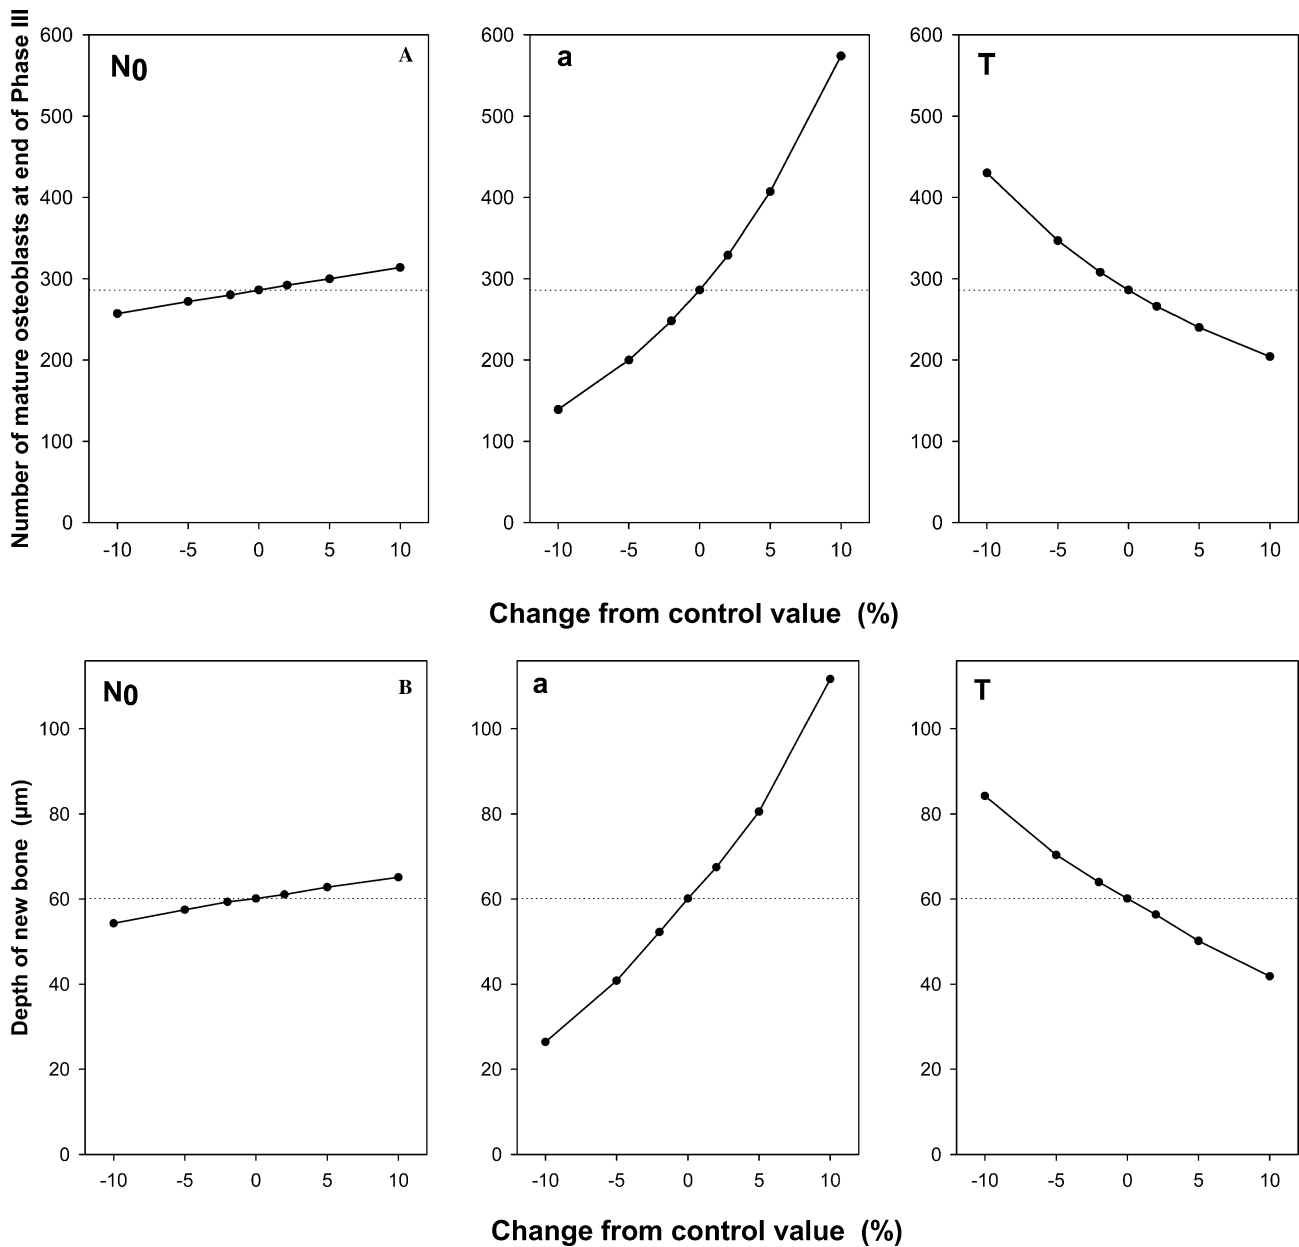 Number of mature osteoblasts at end of Phase III
N0
A
600
500
400
300
200
100
0
-10 -5 0 5 10
a
600
500
400
300
200
100
0
-10 -5 0 5 10
T
600
500
400
300
200
100
0
-10 -5 0 5 10
Change from control value (%)
Depth of new bone (µm)
N0
B
100
80
60
40
20
0
-10 -5 0 5 10
a
100
80
60
40
20
0
-10 -5 0 5 10
T
100
80
60
40
20
0
-10 -5 0 5 10
Change from control value (%)